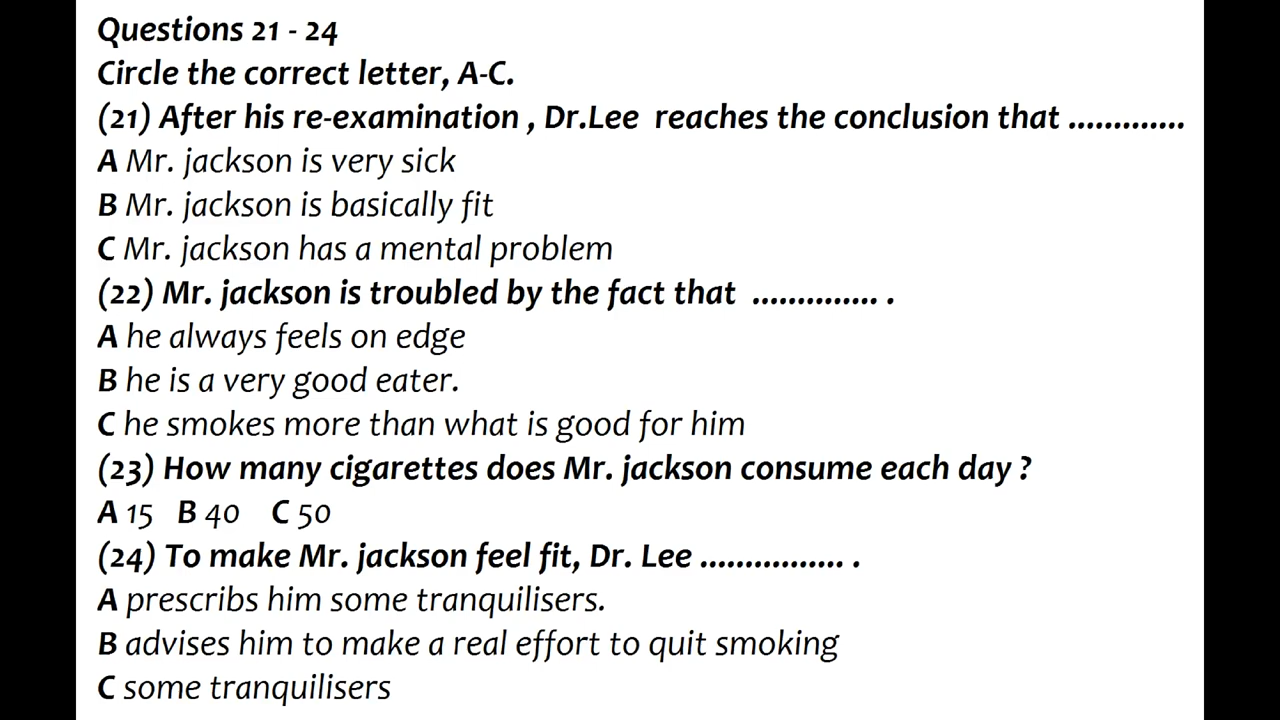 Questions 21 - 24
Circle the correct letter, A-C.
(21) After his re-examination , Dr.Lee reaches the conclusion that .............
A Mr. jackson is very sick
B Mr. jackson is basically fit
C Mr. jackson has a mental problem
(22) Mr. jackson is troubled by the fact that .............. .
A he always feels on edge
B he is a very good eater.
C he smokes more than what is good for him
(23) How many cigarettes does Mr. jackson consume each day ?
A 15 B 40 C 50
(24) To make Mr. jackson feel fit, Dr. Lee ................ .
A prescribs him some tranquilisers.
B advises him to make a real effort to quit smoking
C some tranquilisers